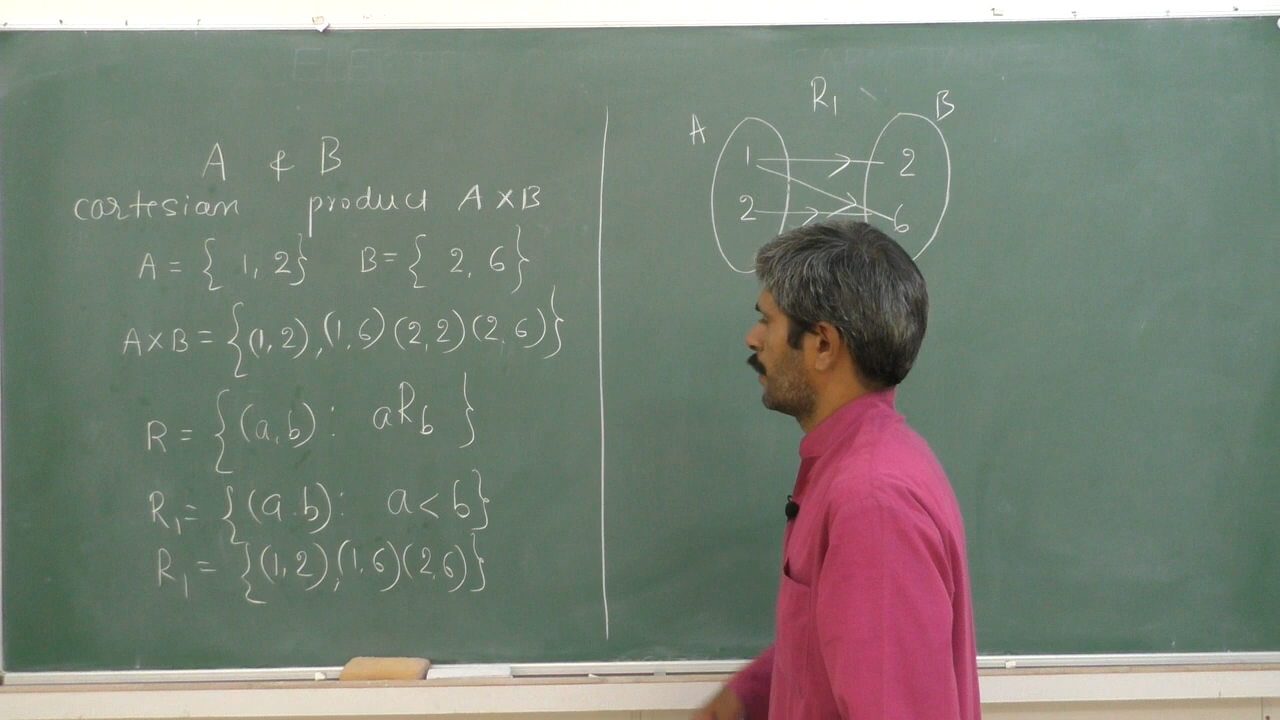 A & B
cartesian product A×B
A = { 1, 2} B = { 2, 6}
A×B = {(1,2),(1,6)(2,2)(2,6)}
R = {(a,b): aRb }
R₁= {(a.b): a< b}
R₁ = {(1,2),(1,6)(2,6)}
R₁
A B
1 2
2 6